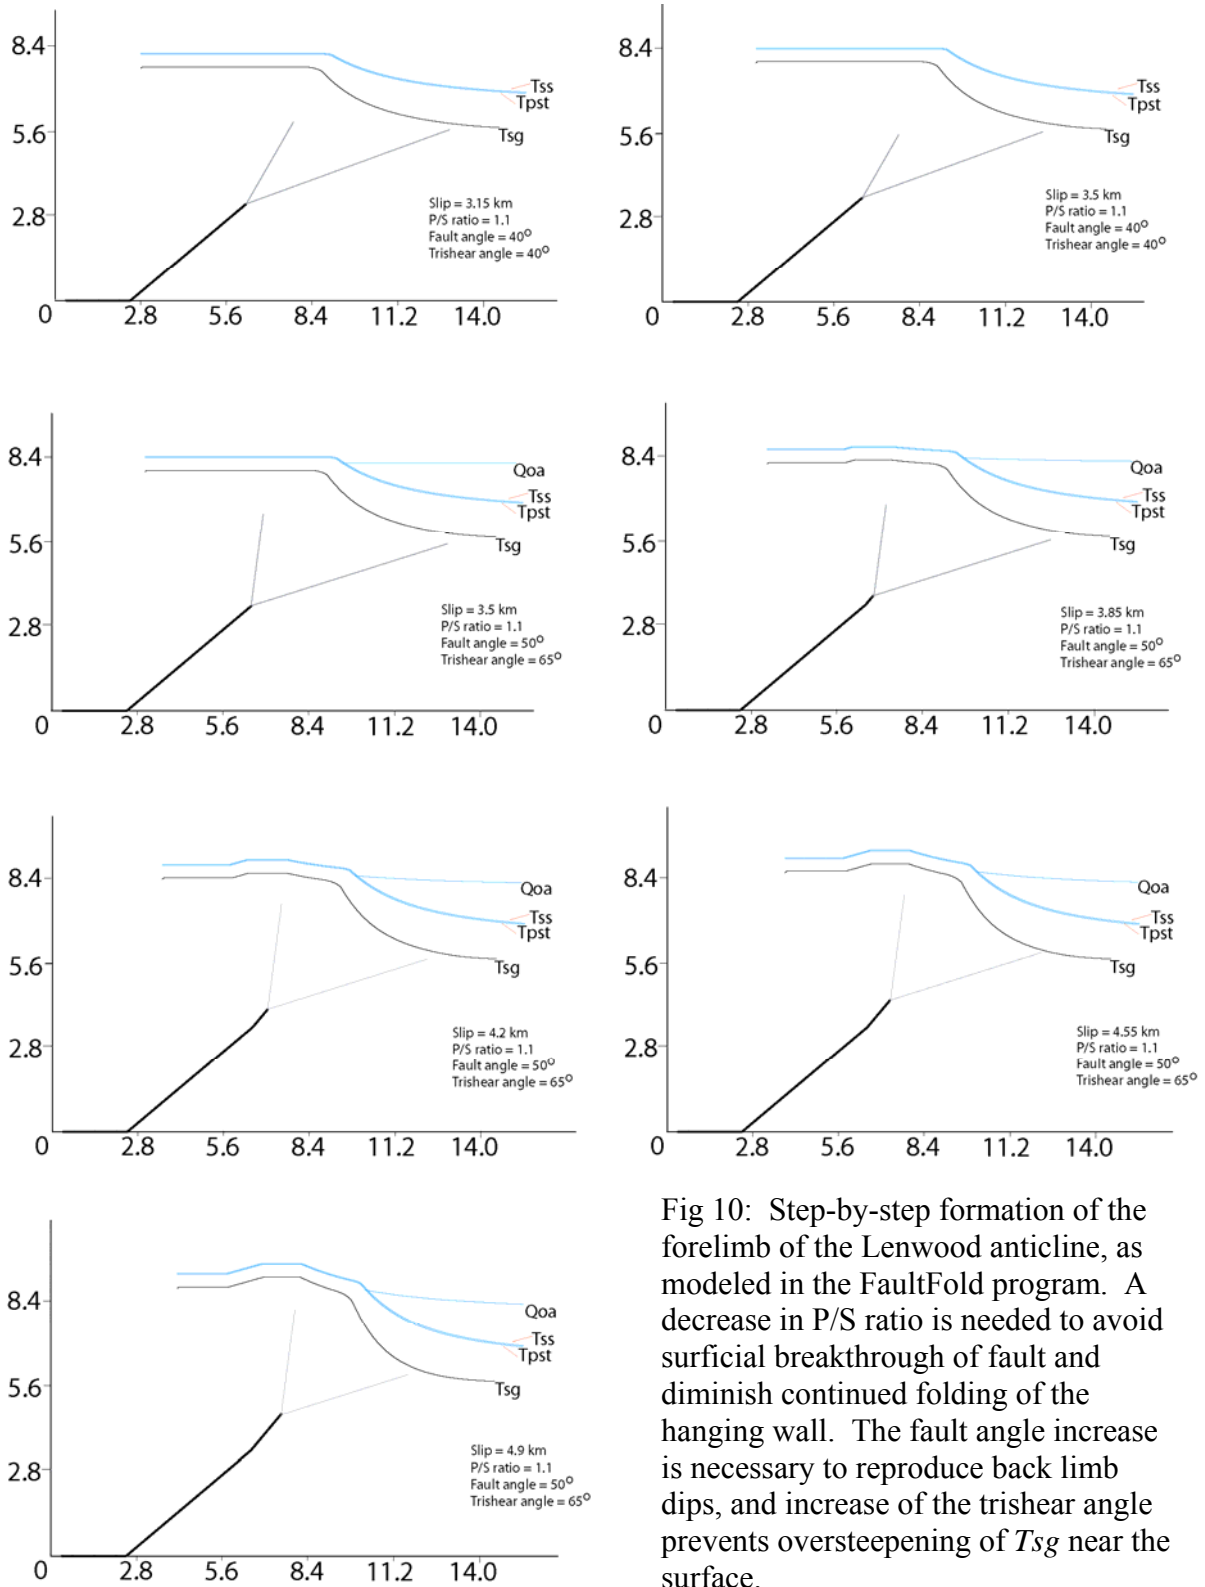 8.4
5.6
2.8
0
2.8 5.6 8.4 11.2 14.0
Tss
Tpst
Tsg
Slip = 3.15 km
P/S ratio = 1.1
Fault angle = 40°
Trishear angle = 40°
8.4
5.6
2.8
0
2.8 5.6 8.4 11.2 14.0
Tss
Tpst
Tsg
Slip = 3.5 km
P/S ratio = 1.1
Fault angle = 40°
Trishear angle = 40°
8.4
5.6
2.8
0
2.8 5.6 8.4 11.2 14.0
Qoa
Tss
Tpst
Tsg
Slip = 3.5 km
P/S ratio = 1.1
Fault angle = 50°
Trishear angle = 65°
8.4
5.6
2.8
0
2.8 5.6 8.4 11.2 14.0
Qoa
Tss
Tpst
Tsg
Slip = 3.85 km
P/S ratio = 1.1
Fault angle = 50°
Trishear angle = 65°
8.4
5.6
2.8
0
2.8 5.6 8.4 11.2 14.0
Qoa
Tss
Tpst
Tsg
Slip = 4.2 km
P/S ratio = 1.1
Fault angle = 50°
Trishear angle = 65°
8.4
5.6
2.8
0
2.8 5.6 8.4 11.2 14.0
Qoa
Tss
Tpst
Tsg
Slip = 4.55 km
P/S ratio = 1.1
Fault angle = 50°
Trishear angle = 65°
8.4
5.6
2.8
0
2.8 5.6 8.4 11.2 14.0
Qoa
Tss
Tpst
Tsg
Slip = 4.9 km
P/S ratio = 1.1
Fault angle = 50°
Trishear angle = 65°
Fig 10: Step-by-step formation of the
forelimb of the Lenwood anticline, as
modeled in the FaultFold program. A
decrease in P/S ratio is needed to avoid
surficial breakthrough of fault and
diminish continued folding of the
hanging wall. The fault angle increase
is necessary to reproduce back limb
dips, and increase of the trishear angle
prevents oversteepening of Tsg near the
surface.